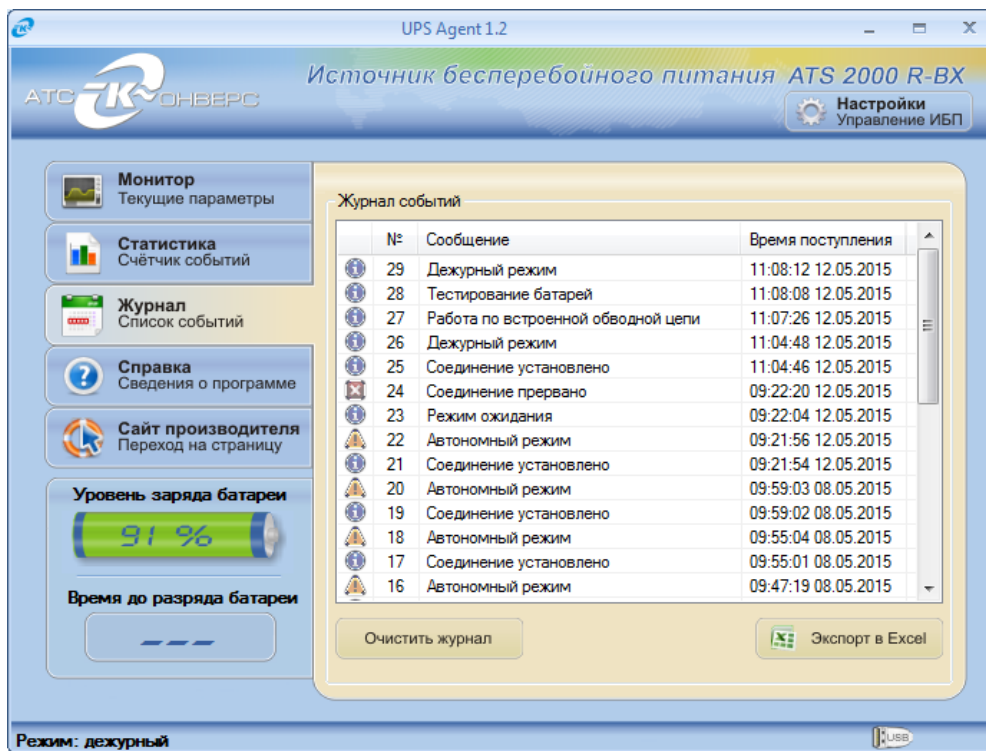 UPS Agent 1.2
АТС К ОНВЕРС
Источник бесперебойного питания ATS 2000 R-BX
Настройки
Управление ИБП
Монитор
Текущие параметры
Статистика
Счётчик событий
Журнал
Список событий
Справка
Сведения о программе
Сайт производителя
Переход на страницу
Уровень заряда батареи
91 %
Время до разряда батареи
---
Журнал событий
№ Сообщение Время поступления
29 Дежурный режим 11:08:12 12.05.2015
28 Тестирование батарей 11:08:08 12.05.2015
27 Работа по встроенной обводной цепи 11:07:26 12.05.2015
26 Дежурный режим 11:04:48 12.05.2015
25 Соединение установлено 11:04:46 12.05.2015
24 Соединение прервано 09:22:20 12.05.2015
23 Режим ожидания 09:22:04 12.05.2015
22 Автономный режим 09:21:56 12.05.2015
21 Соединение установлено 09:21:54 12.05.2015
20 Автономный режим 09:59:03 08.05.2015
19 Соединение установлено 09:59:02 08.05.2015
18 Автономный режим 09:55:04 08.05.2015
17 Соединение установлено 09:55:01 08.05.2015
16 Автономный режим 09:47:19 08.05.2015
Очистить журнал
Экспорт в Excel
Режим: дежурный
USB